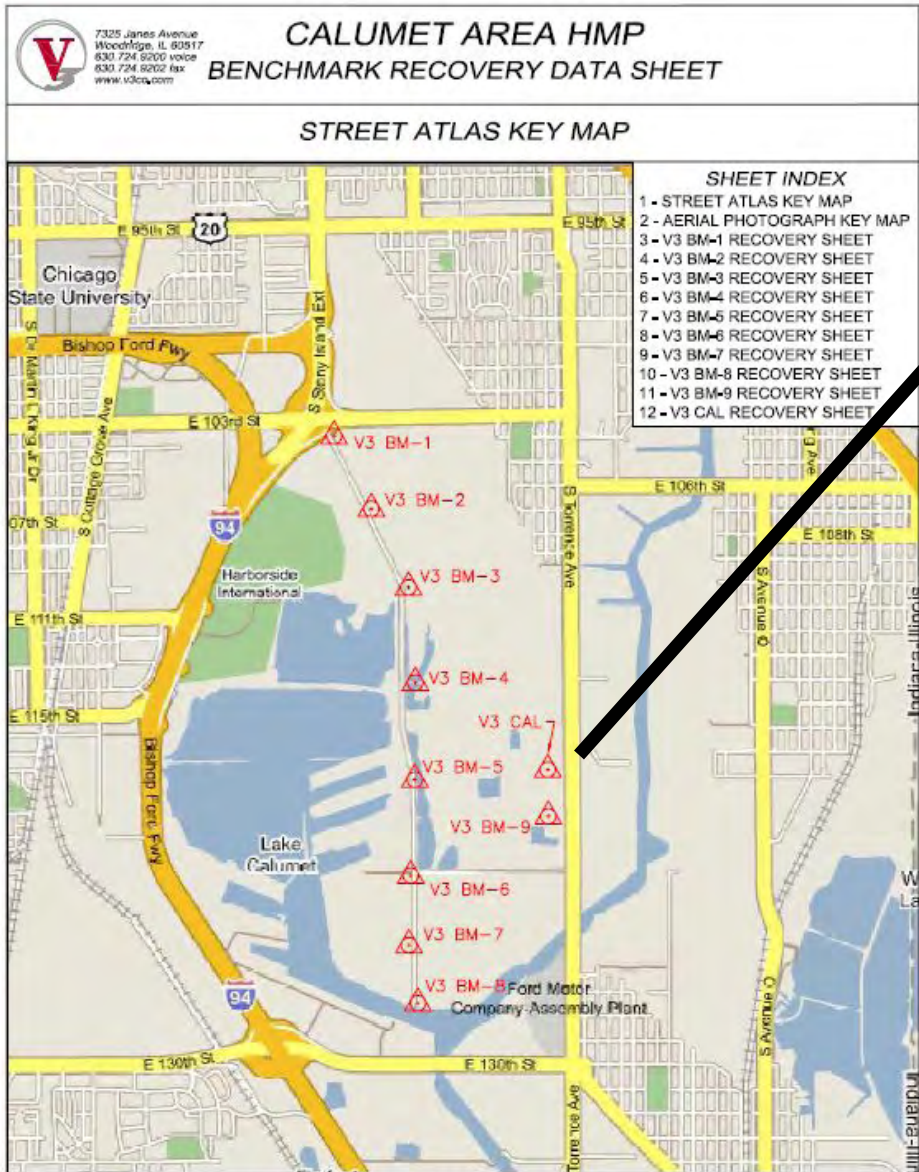 V3
7325 Janes Avenue
Woodridge, IL 60517
630.724.9200 voice
630.724.9202 fax
www.v3co.com
CALUMET AREA HMP
BENCHMARK RECOVERY DATA SHEET
STREET ATLAS KEY MAP
SHEET INDEX
1 - STREET ATLAS KEY MAP
2 - AERIAL PHOTOGRAPH KEY MAP
3 - V3 BM-1 RECOVERY SHEET
4 - V3 BM-2 RECOVERY SHEET
5 - V3 BM-3 RECOVERY SHEET
6 - V3 BM-4 RECOVERY SHEET
7 - V3 BM-5 RECOVERY SHEET
8 - V3 BM-6 RECOVERY SHEET
9 - V3 BM-7 RECOVERY SHEET
10 - V3 BM-8 RECOVERY SHEET
11 - V3 BM-9 RECOVERY SHEET
12 - V3 CAL RECOVERY SHEET
E 95th St
20
E 95th St
Chicago
State University
S Stony Island Ext
Bishop Ford Fwy
S Dr Martin L King Jr Dr
S Cottage Grove Ave
E 103rd St
V3 BM-1
E 106th St
V3 BM-2
S Torrence Ave
07th St
94
E 108th St
V3 BM-3
Harborside
International
S Avenue O
E 111th St
Indiana-Illinois
V3 BM-4
E 115th St
V3 CAL
Bishop Ford Fwy
V3 BM-5
V3 BM-9
Lake
Calumet
V3 BM-6
W
La
V3 BM-7
94
V3 BM-8
Ford Motor
Company-Assembly Plant
S Avenue O
E 130th St
E 130th St
Torrence Ave
Indiana-Illi